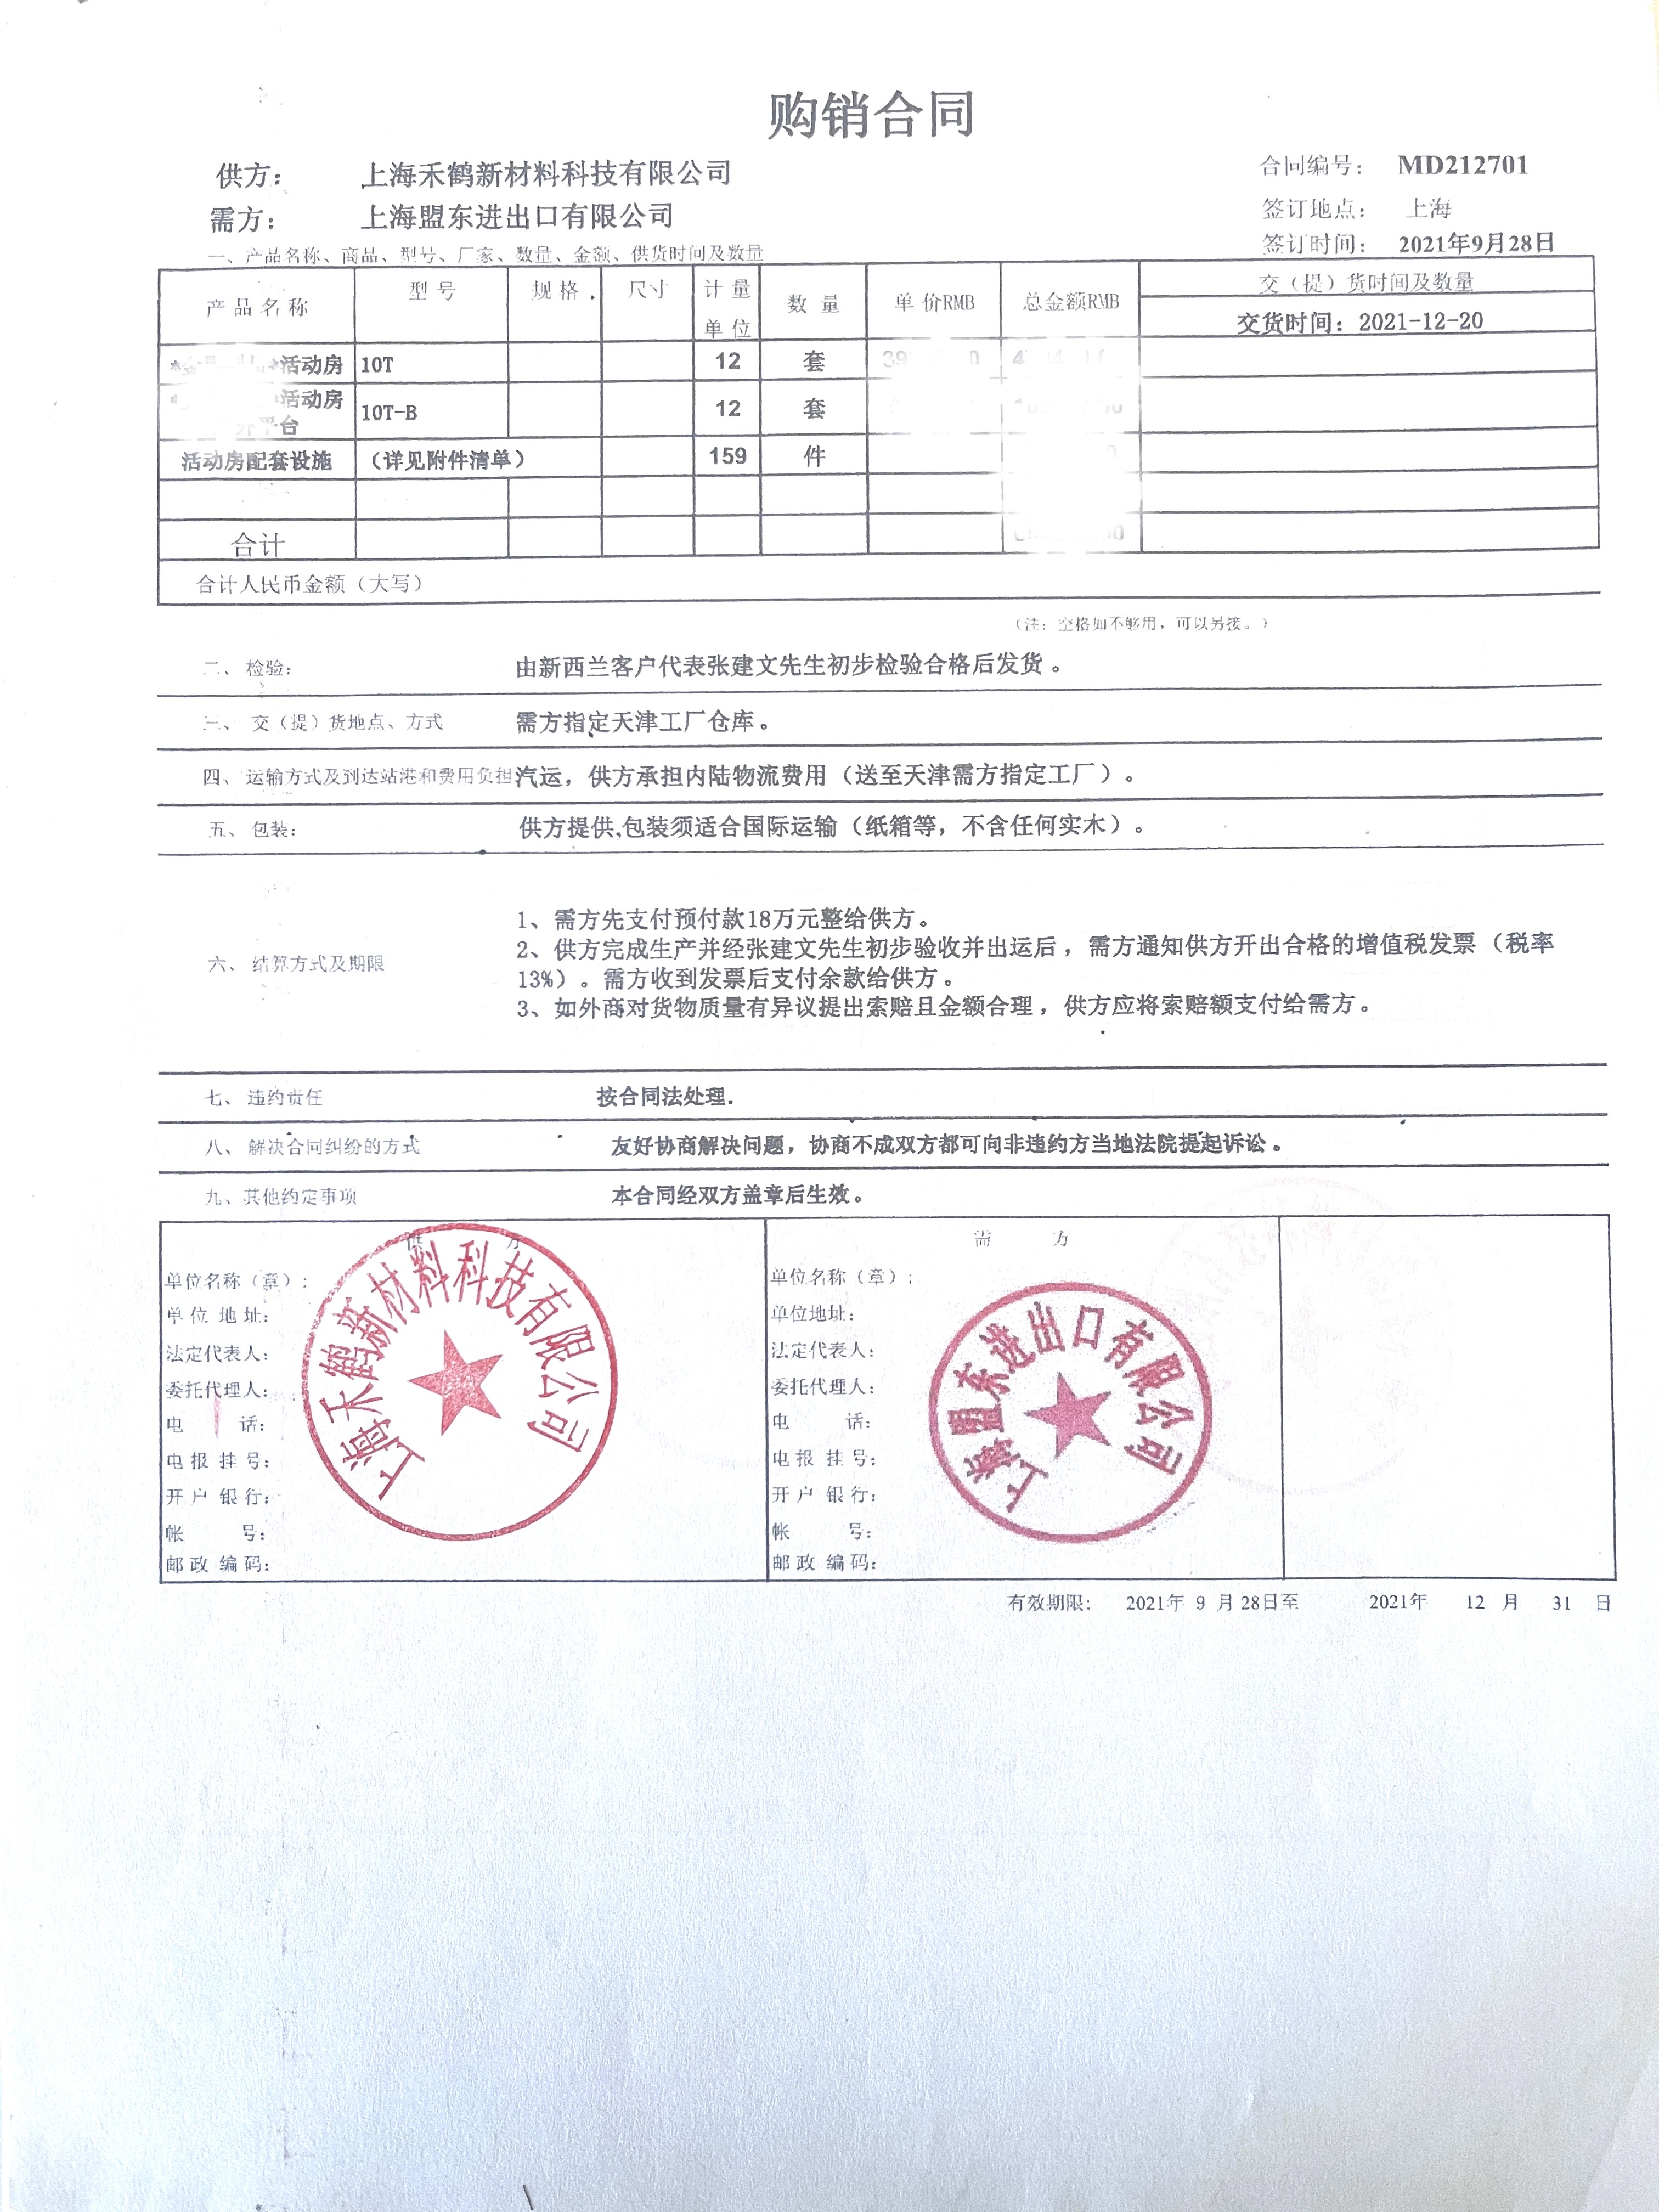 购销合同
供方： 上海禾鹤新材料科技有限公司
合同编号： MD212701
需方： 上海盟东进出口有限公司
签订地点： 上海
签订时间： 2021年9月28日
一、产品名称、商品、型号、厂家、数量、金额、供货时间及数量
产品名称 型号 规格 尺寸 计量单位 数量 单价RMB 总金额RMB 交（提）货时间及数量
交货时间：2021-12-20
活动房 10T 12 套
活动房 10T-B 12 套
平台
活动房配套设施 （详见附件清单） 159 件
合计
合计人民币金额（大写）
（注：空格如不够用，可以另接。）
二、 检验： 由新西兰客户代表张建文先生初步检验合格后发货。
三、 交（提）货地点、方式 需方指定天津工厂仓库。
四、运输方式及到达站港和费用负担 汽运，供方承担内陆物流费用（送至天津需方指定工厂）。
五、包装： 供方提供,包装须适合国际运输（纸箱等，不含任何实木）。
六、结算方式及期限
1、需方先支付预付款18万元整给供方。
2、供方完成生产并经张建文先生初步验收并出运后，需方通知供方开出合格的增值税发票（税率
13%）。需方收到发票后支付余款给供方。
3、如外商对货物质量有异议提出索赔且金额合理，供方应将索赔额支付给需方。
七、违约责任 按合同法处理.
八、解决合同纠纷的方式 友好协商解决问题，协商不成双方都可向非违约方当地法院提起诉讼。
九、其他约定事项 本合同经双方盖章后生效。
供 方
单位名称（章）：
单位地址：
法定代表人：
委托代理人：
电 话：
电报挂号：
开户银行：
帐 号：
邮政编码：
上海禾鹤新材料科技有限公司
需 方
单位名称（章）：
单位地址：
法定代表人：
委托代理人：
电 话：
电报挂号：
开户银行：
帐 号：
邮政编码：
上海盟东进出口有限公司
有效期限： 2021年 9 月 28日至 2021年 12 月 31 日